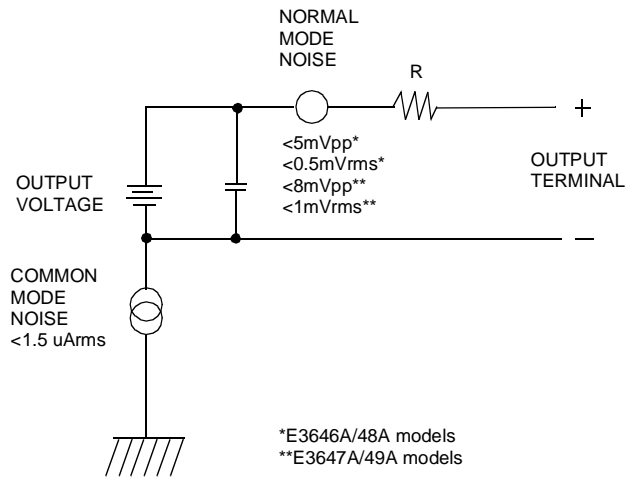 NORMAL
MODE
NOISE
R
+
<5mVpp*
<0.5mVrms*
<8mVpp**
<1mVrms**
OUTPUT
TERMINAL
OUTPUT
VOLTAGE
–
COMMON
MODE
NOISE
<1.5 uArms
*E3646A/48A models
**E3647A/49A models